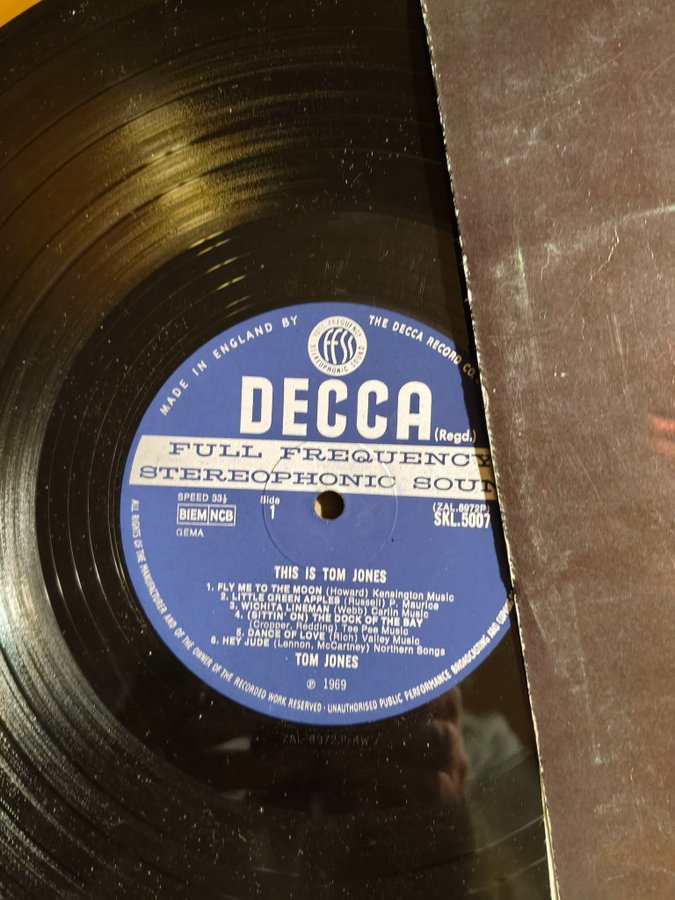 MADE IN ENGLAND BY THE DECCA RECORD CO.
FULL FREQUENCY
ffss
STEREOPHONIC SOUND
DECCA
(Regd.)
FULL FREQUENCY
STEREOPHONIC SOUN
SPEED 33⅓
Side
1
BIEM NCB
GEMA
(ZAL.8972P)
SKL.5007
THIS IS TOM JONES
1. FLY ME TO THE MOON (Howard) Kensington Music
2. LITTLE GREEN APPLES (Russell) P. Maurice
3. WICHITA LINEMAN (Webb) Carlin Music
4. (SITTIN' ON) THE DOCK OF THE BAY
(Cropper, Redding) Tee Pee Music
5. DANCE OF LOVE (Rich) Valley Music
6. HEY JUDE (Lennon, McCartney) Northern Songs
TOM JONES
℗ 1969
ALL RIGHTS OF THE MANUFACTURER AND OF THE OWNER OF THE RECORDED WORK RESERVED · UNAUTHORISED PUBLIC PERFORMANCE BROADCASTING AND
ZAL-8972.P-4W